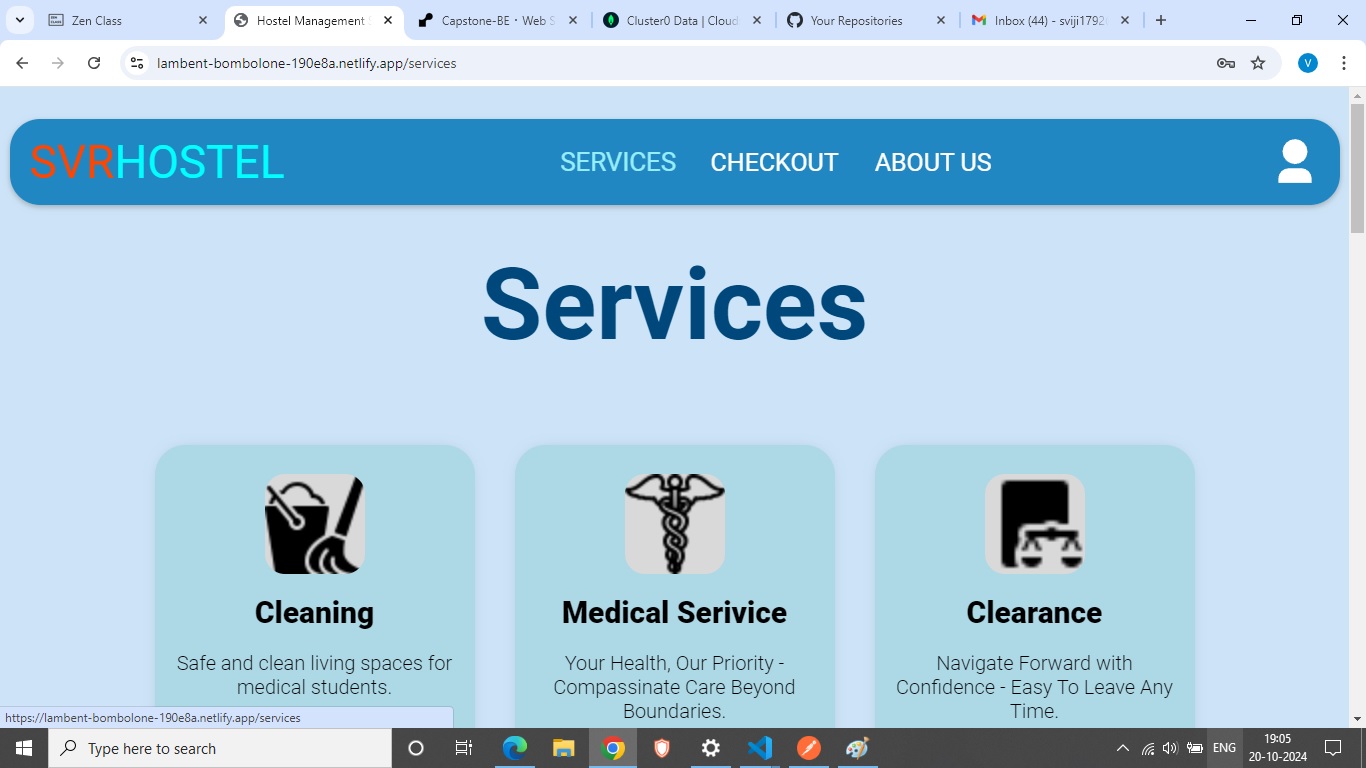 Zen Class
Hostel Management S
Capstone-BE · Web S
Cluster0 Data | Cloud
Your Repositories
Inbox (44) - sviji1792
lambent-bombolone-190e8a.netlify.app/services
V
SVRHOSTEL
SERVICES
CHECKOUT
ABOUT US
Services
Cleaning
Safe and clean living spaces for
medical students.
Medical Serivice
Your Health, Our Priority -
Compassinate Care Beyond
Boundaries.
Clearance
Navigate Forward with
Confidence - Easy To Leave Any
Time.
https://lambent-bombolone-190e8a.netlify.app/services
Type here to search
ENG
19:05
20-10-2024